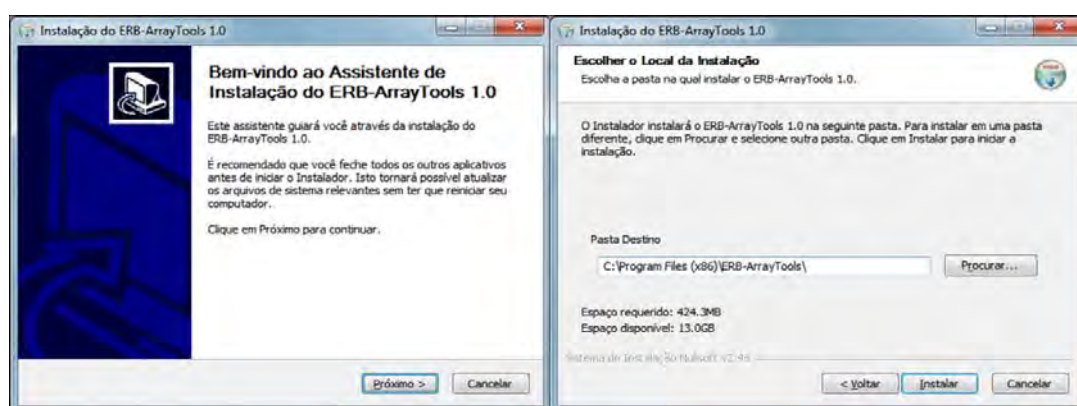 Instalação do ERB-ArrayTools 1.0
Bem-vindo ao Assistente de
Instalação do ERB-ArrayTools 1.0
Este assistente guiará você através da instalação do
ERB-ArrayTools 1.0.
É recomendado que você feche todos os outros aplicativos
antes de iniciar o Instalador. Isto tornará possível atualizar
os arquivos de sistema relevantes sem ter que reiniciar seu
computador.
Clique em Próximo para continuar.
Próximo >
Cancelar
Instalação do ERB-ArrayTools 1.0
Escolher o Local da Instalação
Escolha a pasta na qual instalar o ERB-ArrayTools 1.0.
O Instalador instalará o ERB-ArrayTools 1.0 na seguinte pasta. Para instalar em uma pasta
diferente, clique em Procurar e selecione outra pasta. Clique em Instalar para iniciar a
instalação.
Pasta Destino
C:\Program Files (x86)\ERB-ArrayTools\
Procurar...
Espaço requerido: 424.3MB
Espaço disponível: 13.0GB
Sistema de Instalação Nullsoft v2.46
< Voltar
Instalar
Cancelar